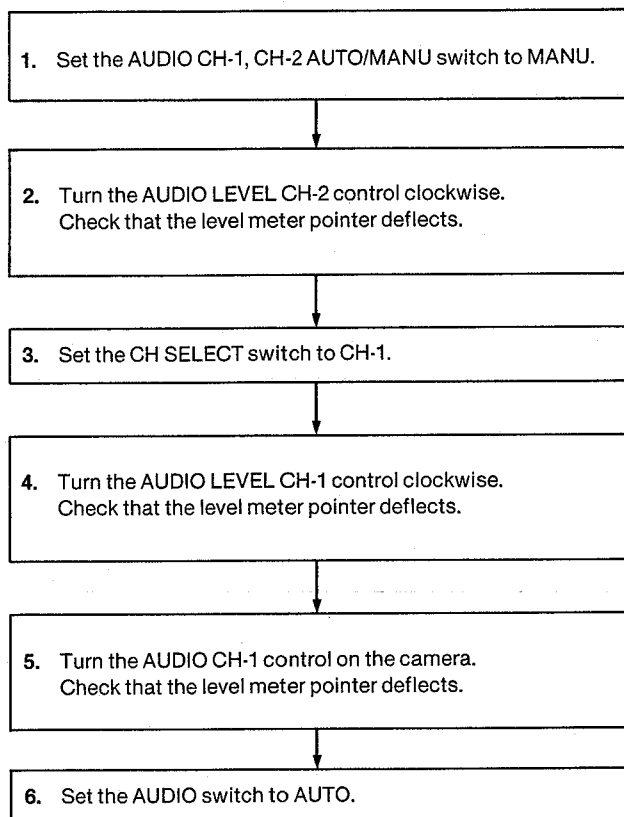 1. Set the AUDIO CH-1, CH-2 AUTO/MANU switch to MANU.
2. Turn the AUDIO LEVEL CH-2 control clockwise.
Check that the level meter pointer deflects.
3. Set the CH SELECT switch to CH-1.
4. Turn the AUDIO LEVEL CH-1 control clockwise.
Check that the level meter pointer deflects.
5. Turn the AUDIO CH-1 control on the camera.
Check that the level meter pointer deflects.
6. Set the AUDIO switch to AUTO.